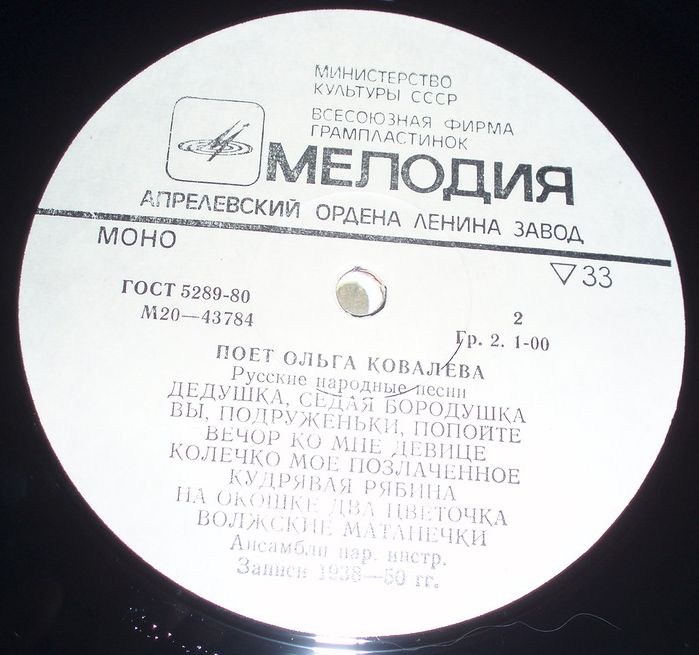 МИНИСТЕРСТВО
КУЛЬТУРЫ СССР
ВСЕСОЮЗНАЯ ФИРМА
ГРАМПЛАСТИНОК
МЕЛОДИЯ
АПРЕЛЕВСКИЙ ОРДЕНА ЛЕНИНА ЗАВОД
МОНО
▽33
ГОСТ 5289-80
М20—43784
2
Гр. 2. 1-00
ПОЕТ ОЛЬГА КОВАЛЕВА
Русские народные песни
ДЕДУШКА, СЕДАЯ БОРОДУШКА
ВЫ, ПОДРУЖЕНЬКИ, ПОПОЙТЕ
ВЕЧОР КО МНЕ ДЕВИЦЕ
КОЛЕЧКО МОЕ ПОЗЛАЧЕННОЕ
КУДРЯВАЯ РЯБИНА
НА ОКОШКЕ ДВА ЦВЕТОЧКА
ВОЛЖСКИЕ МАТАНЕЧКИ
Ансамбли нар. инстр.
Записи 1938—50 гг.